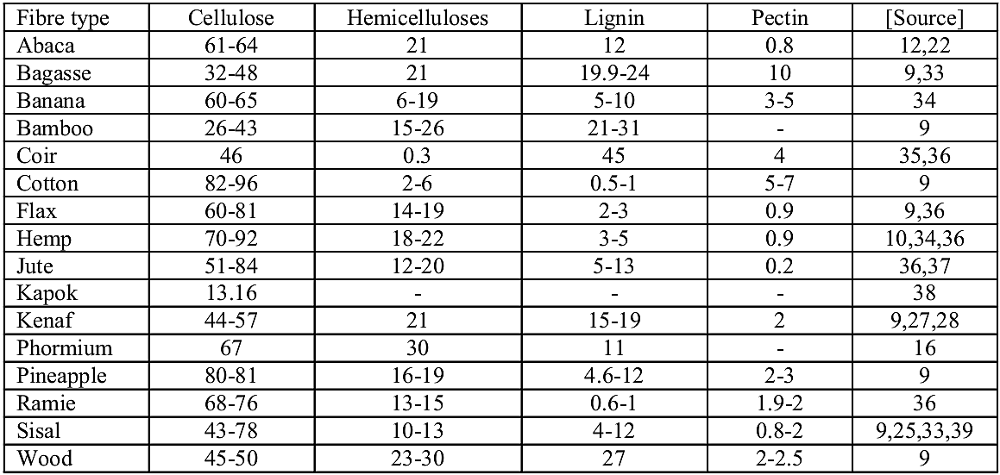 Fibre type Cellulose Hemicelluloses Lignin Pectin [Source]
Abaca 61-64 21 12 0.8 12,22
Bagasse 32-48 21 19.9-24 10 9,33
Banana 60-65 6-19 5-10 3-5 34
Bamboo 26-43 15-26 21-31 - 9
Coir 46 0.3 45 4 35,36
Cotton 82-96 2-6 0.5-1 5-7 9
Flax 60-81 14-19 2-3 0.9 9,36
Hemp 70-92 18-22 3-5 0.9 10,34,36
Jute 51-84 12-20 5-13 0.2 36,37
Kapok 13.16 - - - 38
Kenaf 44-57 21 15-19 2 9,27,28
Phormium 67 30 11 - 16
Pineapple 80-81 16-19 4.6-12 2-3 9
Ramie 68-76 13-15 0.6-1 1.9-2 36
Sisal 43-78 10-13 4-12 0.8-2 9,25,33,39
Wood 45-50 23-30 27 2-2.5 9